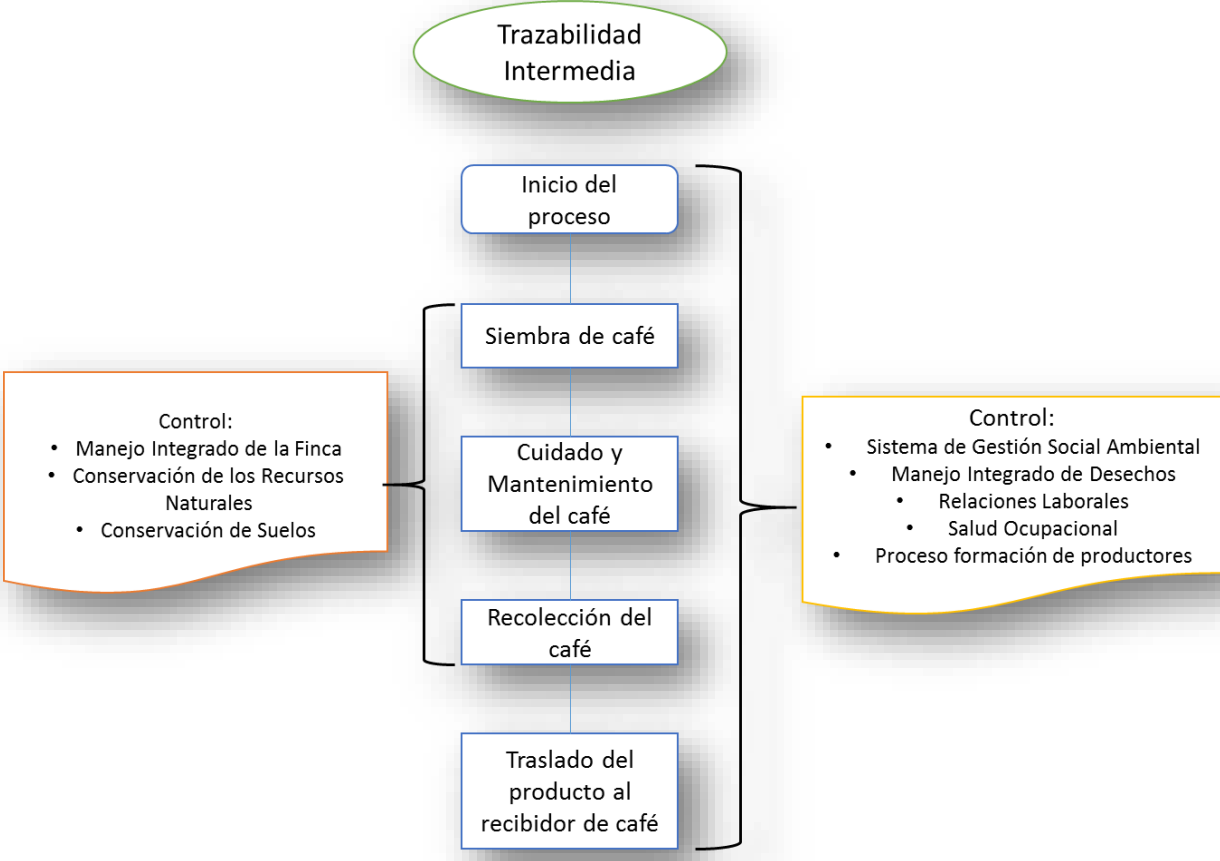 Trazabilidad
Intermedia
Inicio del
proceso
Siembra de café
Cuidado y
Mantenimiento
del café
Recolección del
café
Traslado del
producto al
recibidor de café
Control:
• Manejo Integrado de la Finca
• Conservación de los Recursos
Naturales
• Conservación de Suelos
Control:
• Sistema de Gestión Social Ambiental
• Manejo Integrado de Desechos
• Relaciones Laborales
• Salud Ocupacional
• Proceso formación de productores